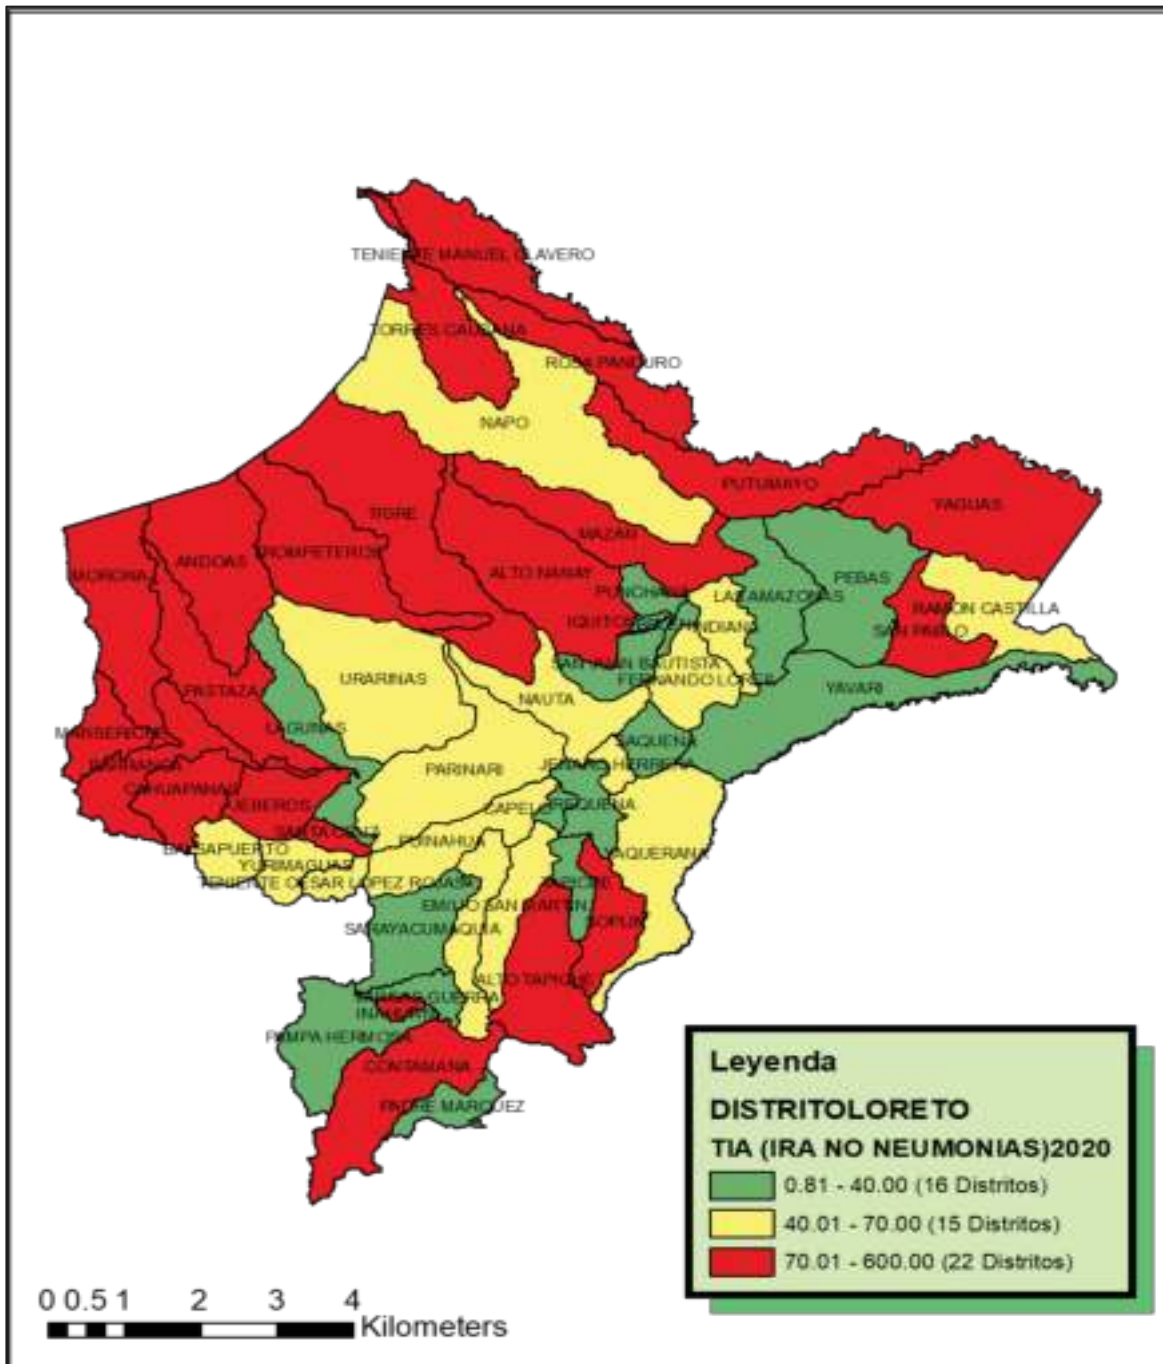 TENIENTE MANUEL CLAVERO
TORRES CAUSANA
ROSA PANDURO
NAPO
PUTUMAYO
YAGUAS
TIGRE
MAZAN
ANDOAS
TROMPETEROS
MORONA
ALTO NANAY
PEBAS
PUNCHANA
LAS AMAZONAS
RAMON CASTILLA
IQUITOS
BELEN
INDIANA
SAN PABLO
SAN JUAN BAUTISTA
URARINAS
FERNANDO LORES
YAVARI
PASTAZA
NAUTA
LAGUNAS
MANSERICHE
SAQUENA
BARRANCA
PARINARI
JENARO HERRERA
CAHUAPANAS
JEBEROS
CAPELO
REQUENA
SANTA CRUZ
PUINAHUA
BALSAPUERTO
YAQUERANA
YURIMAGUAS
TENIENTE CESAR LOPEZ ROJAS
TAPICHE
EMILIO SAN MARTIN
SOPLIN
SARAYACU
MAQUIA
ALTO TAPICHE
VARGAS GUERRA
INAHUAYA
PAMPA HERMOSA
CONTAMANA
PADRE MARQUEZ
Leyenda
DISTRITOLORETO
TIA (IRA NO NEUMONIAS)2020
0.81 - 40.00 (16 Distritos)
40.01 - 70.00 (15 Distritos)
70.01 - 600.00 (22 Distritos)
0 0.5 1 2 3 4
Kilometers